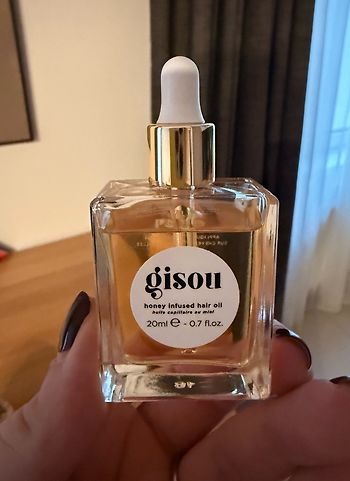 gisou
honey infused hair oil
huile capillaire au miel
20ml ℮ - 0.7 fl.oz.